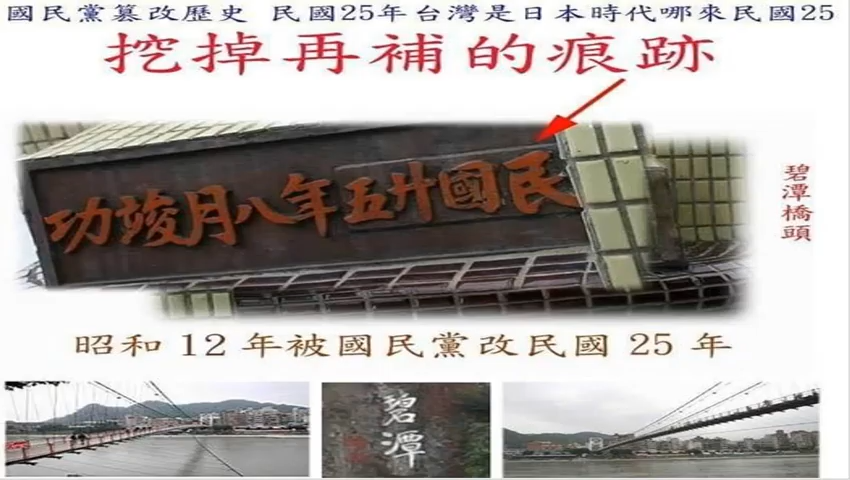 國民黨篡改歷史 民國25年台灣是日本時代哪來民國25
挖掉再補的痕跡
民國廿五年八月竣功
碧潭橋頭
昭和 12 年被國民黨改民國 25 年
碧潭